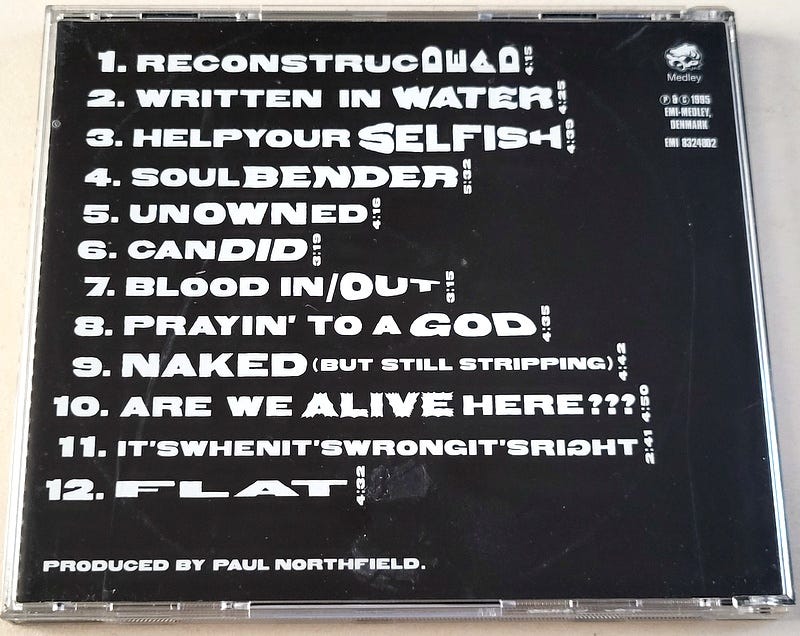 1. RECONSTRUCDEAD 4:15
2. WRITTEN IN WATER 4:25
3. HELPYOUR SELFISH 4:39
4. SOULBENDER 5:32
5. UNOWNED 4:16
6. CANDID 3:19
7. BLOOD IN/OUT 3:15
8. PRAYIN' TO A GOD 4:35
9. NAKED (BUT STILL STRIPPING) 4:42
10. ARE WE ALIVE HERE??? 4:50
11. IT'SWHENIT'SWRONGIT'SRIGHT 2:41
12. FLAT 4:32
PRODUCED BY PAUL NORTHFIELD.
Medley
℗ & © 1995
EMI-MEDLEY,
DENMARK
EMI 8324802